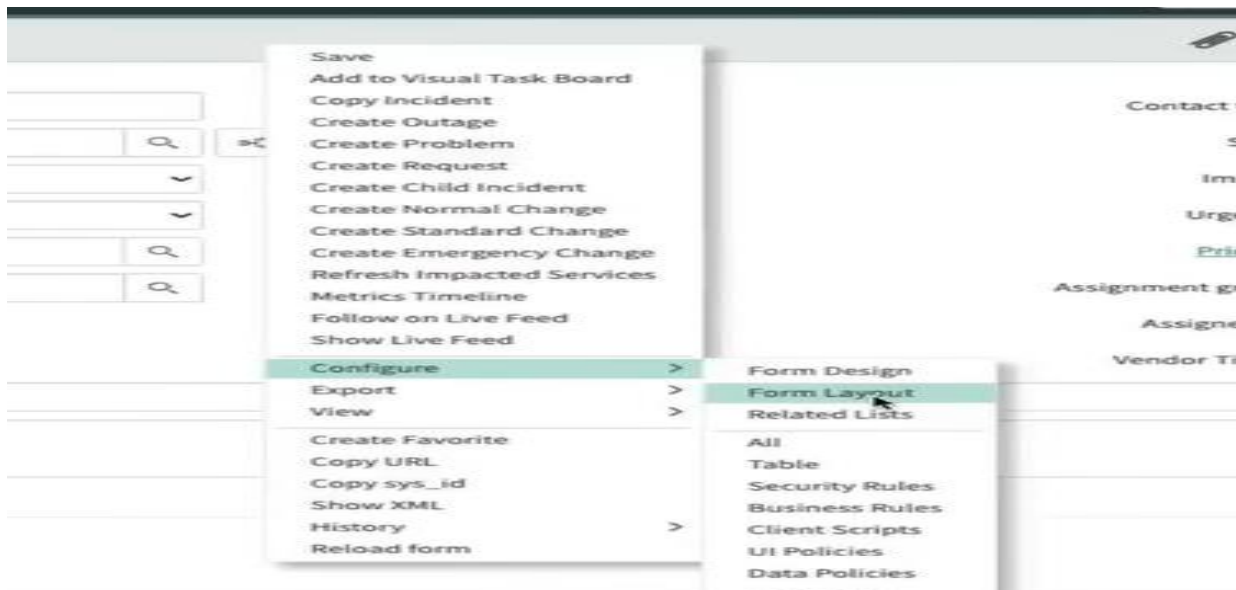 Save
Add to Visual Task Board
Copy Incident
Create Outage
Create Problem
Create Request
Create Child Incident
Create Normal Change
Create Standard Change
Create Emergency Change
Refresh Impacted Services
Metrics Timeline
Follow on Live Feed
Show Live Feed
Configure >
Export >
View >
Create Favorite
Copy URL
Copy sys_id
Show XML
History >
Reload form
Form Design
Form Layout
Related Lists
All
Table
Security Rules
Business Rules
Client Scripts
UI Policies
Data Policies
Contact
S
Im
Urge
Pri
Assignment g
Assigne
Vendor Ti